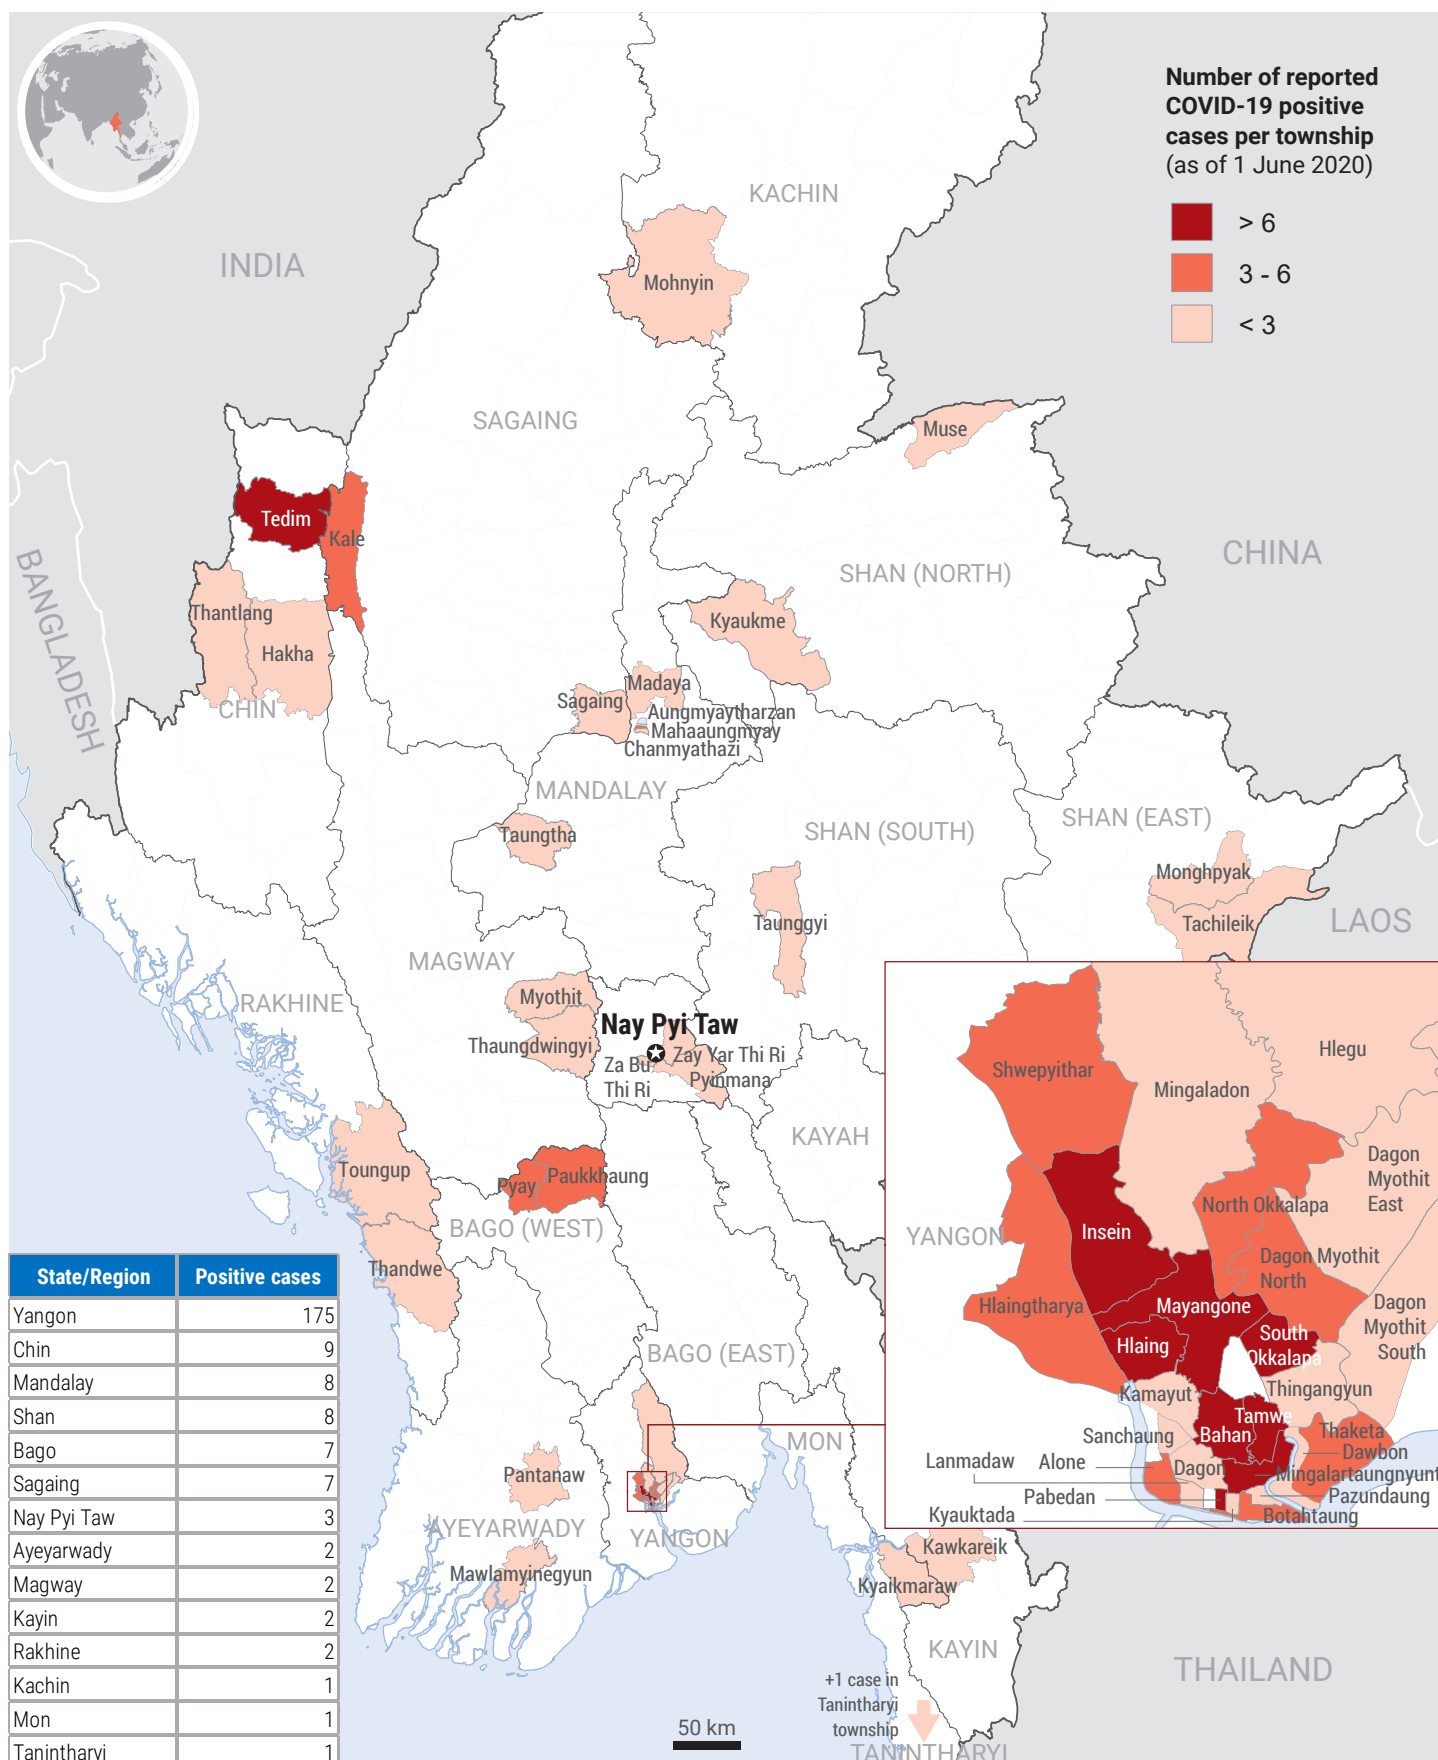 Number of reported
COVID-19 positive
cases per township
(as of 1 June 2020)
> 6
3 - 6
< 3
KACHIN
INDIA
Mohnyin
SAGAING
Muse
Tedim
Kale
CHINA
BANGLADESH
SHAN (NORTH)
Thantlang
Kyaukme
Hakha
Madaya
Sagaing
CHIN
Aungmyaytharzan
Mahaaungmyay
Chanmyathazi
MANDALAY
SHAN (EAST)
Taungtha
SHAN (SOUTH)
Monghpyak
Taunggyi
Tachileik
LAOS
MAGWAY
RAKHINE
Myothit
Nay Pyi Taw
Thaungdwingyi
Za Bu
Thi Ri
Zay Yar Thi Ri
Pyinmana
KAYAH
Toungup
Pyay
Paukkhaung
BAGO (WEST)
Thandwe
BAGO (EAST)
MON
Pantanaw
AYEYARWADY
YANGON
Mawlamyinegyun
Kawkareik
Kyaikmaraw
KAYIN
THAILAND
+1 case in
Tanintharyi
township
TANINTHARYI
50 km
Hlegu
Shwepyithar
Mingaladon
Dagon
Myothit
East
North Okkalapa
YANGON
Insein
Dagon Myothit
North
Hlaingtharya
Mayangone
Dagon
Myothit
South
South
Okkalapa
Hlaing
Kamayut
Thingangyun
Tamwe
Sanchaung
Bahan
Thaketa
Dawbon
Lanmadaw
Alone
Dagon
Mingalartaungnyunt
Pabedan
Pazundaung
Kyauktada
Botahtaung
State/Region Positive cases
Yangon 175
Chin 9
Mandalay 8
Shan 8
Bago 7
Sagaing 7
Nay Pyi Taw 3
Ayeyarwady 2
Magway 2
Kayin 2
Rakhine 2
Kachin 1
Mon 1
Tanintharyi 1